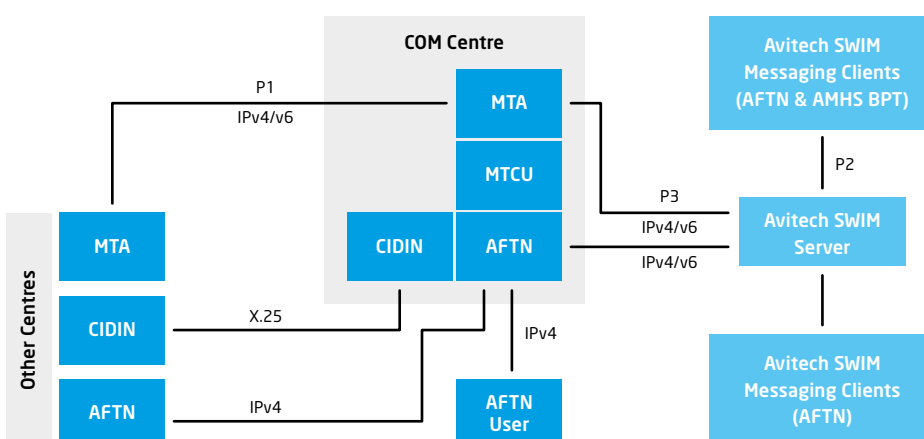 COM Centre
Avitech SWIM
Messaging Clients
(AFTN & AMHS BPT)
P1
IPv4/v6
MTA
MTCU
P2
P3
IPv4/v6
IPv4/v6
Avitech SWIM
Server
Other Centres
MTA
CIDIN
AFTN
CIDIN
X.25
IPv4
Avitech SWIM
Messaging Clients
(AFTN)
AFTN
IPv4
AFTN
User